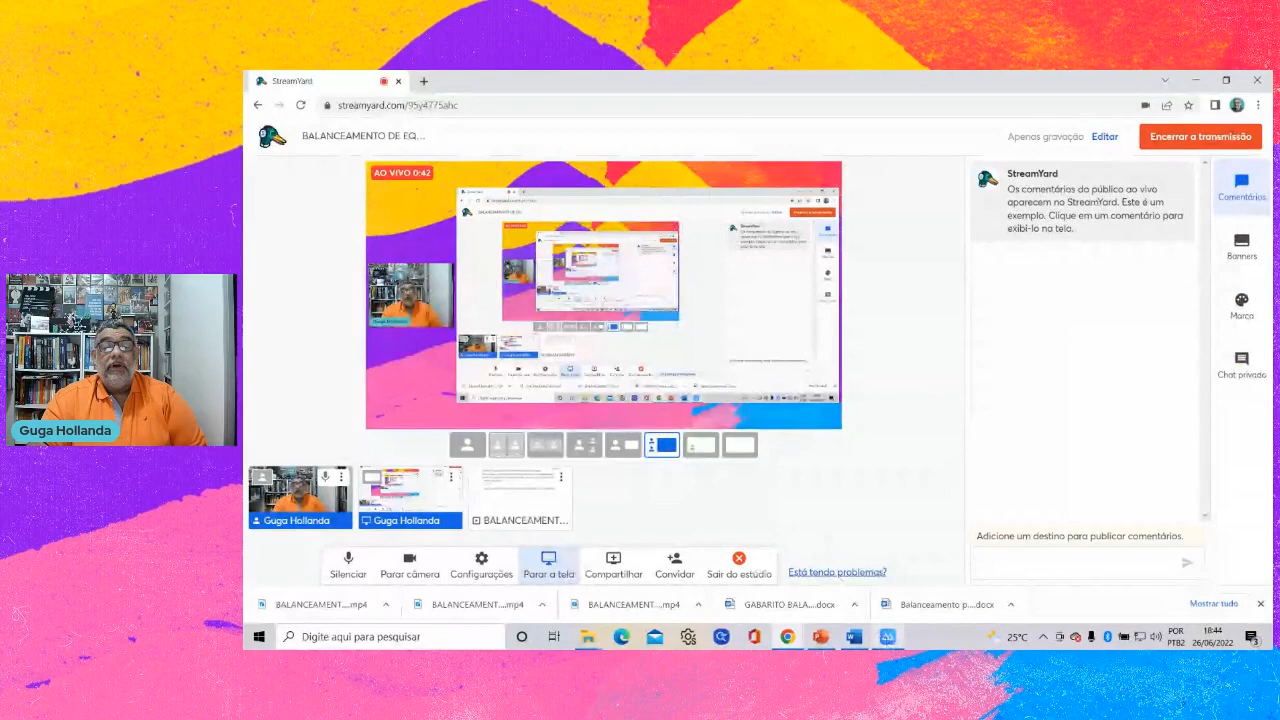 StreamYard
streamyard.com/95y4775ahc
BALANCEAMENTO DE EQ...
Apenas gravação
Editar
Encerrar a transmissão
AO VIVO 0:42
Guga Hollanda
StreamYard
Os comentários do público ao vivo
aparecem no StreamYard. Este é um
exemplo. Clique em um comentário para
exibi-lo na tela.
Comentários
Banners
Março
Chat privado
Guga Hollanda
Guga Hollanda
Guga Hollanda
BALANCEAMENT...
Adicione um destino para publicar comentários.
Silenciar
Parar câmera
Configurações
Parar a tela
Compartilhar
Convidar
Sair do estúdio
Está tendo problemas?
BALANCEAMENT....mp4
BALANCEAMENT....mp4
BALANCEAMENT....mp4
GABARITO BALA....docx
Balanceamento p....docx
Mostrar tudo
Digite aqui para pesquisar
25°C
POR
PTB2
18:44
26/06/2022
3